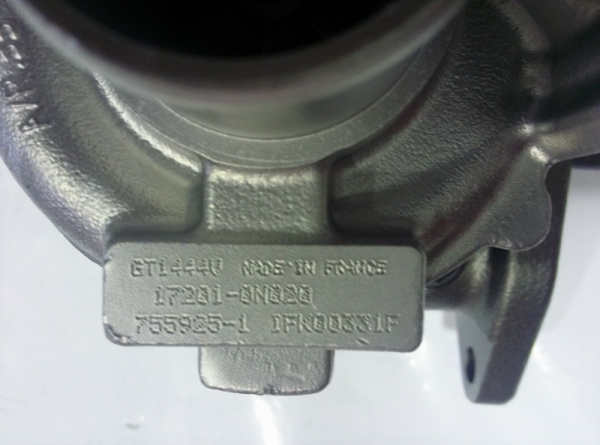 GT1444V MADE IN FRANCE
17201-0N020
755925-1 IFK00331F